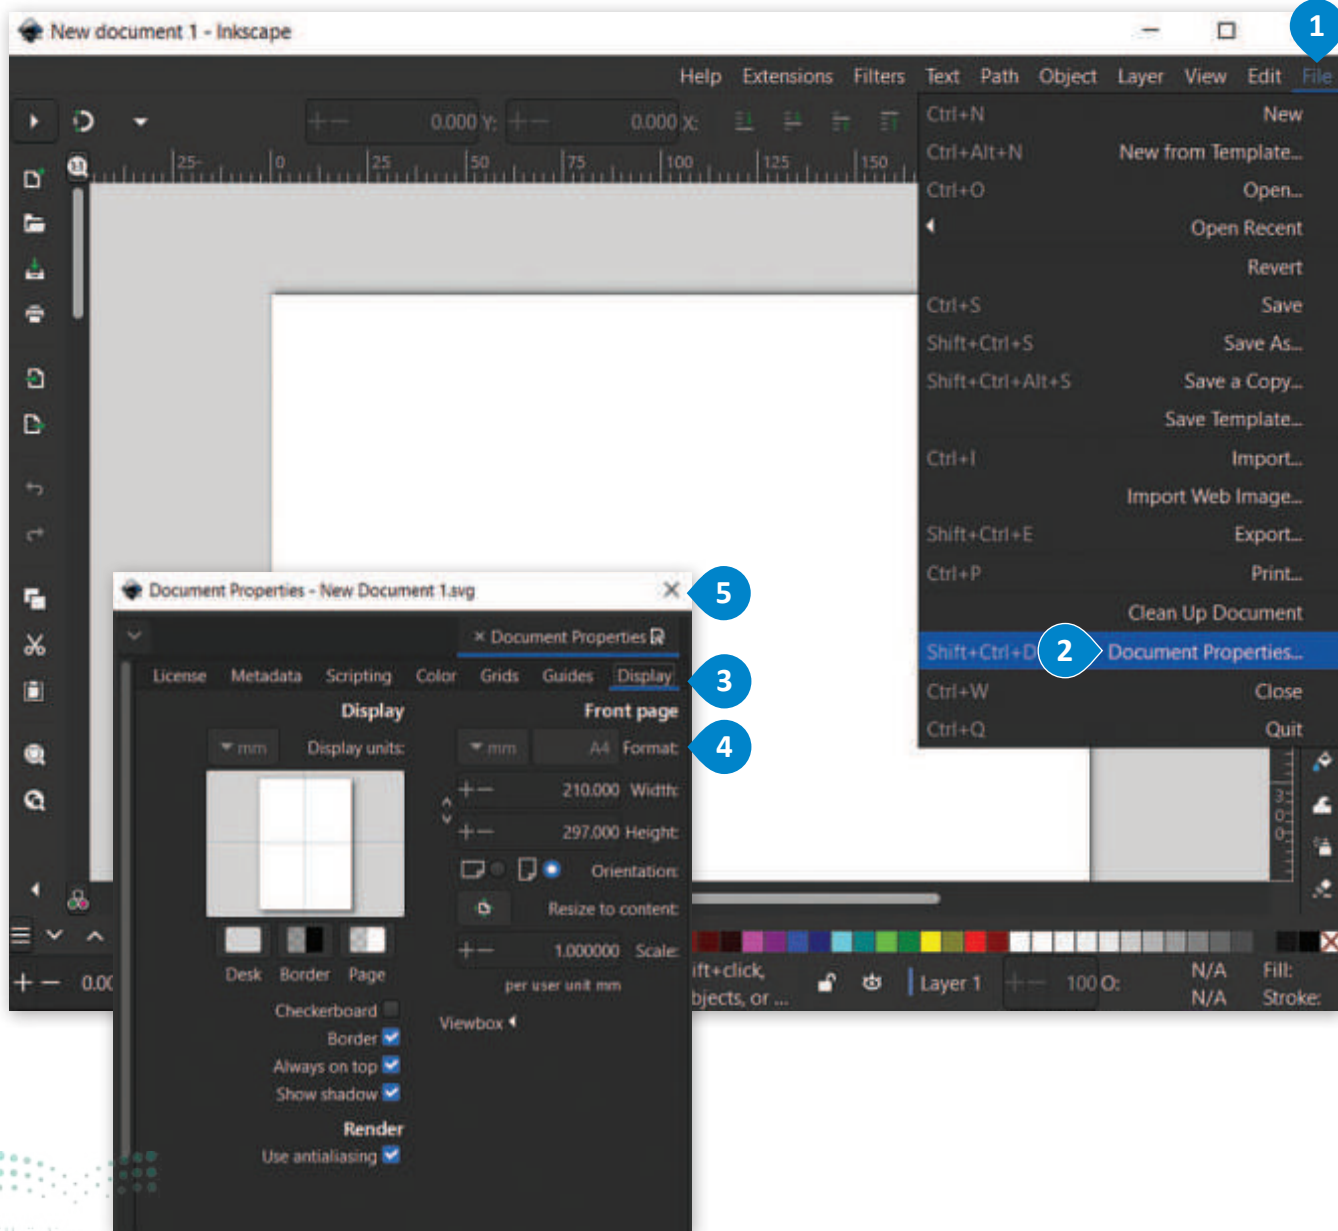 New document 1 - Inkscape
1
Help Extensions Filters Text Path Object Layer View Edit File
0.000 Y: 0.000 X:
25- 0 25 50 75 100 125 150
Ctrl+N New
Ctrl+Alt+N New from Template...
Ctrl+O Open...
Open Recent
Revert
Ctrl+S Save
Shift+Ctrl+S Save As...
Shift+Ctrl+Alt+S Save a Copy...
Save Template...
Ctrl+I Import...
Import Web Image...
Shift+Ctrl+E Export...
Ctrl+P Print...
Clean Up Document
Shift+Ctrl+D 2 Document Properties...
Ctrl+W Close
Ctrl+Q Quit
Document Properties - New Document 1.svg
5
Document Properties
License Metadata Scripting Color Grids Guides Display
3
Display
Front page
mm Display units:
mm A4 Format:
4
210.000 Width:
297.000 Height:
Orientation:
Resize to content:
1.000000 Scale:
per user unit mm
Viewbox
Desk Border Page
Checkerboard
Border
Always on top
Show shadow
Render
Use antialiasing
300
0.00
ift+click,
bjects, or ...
Layer 1
100 O:
N/A Fill:
N/A Stroke: